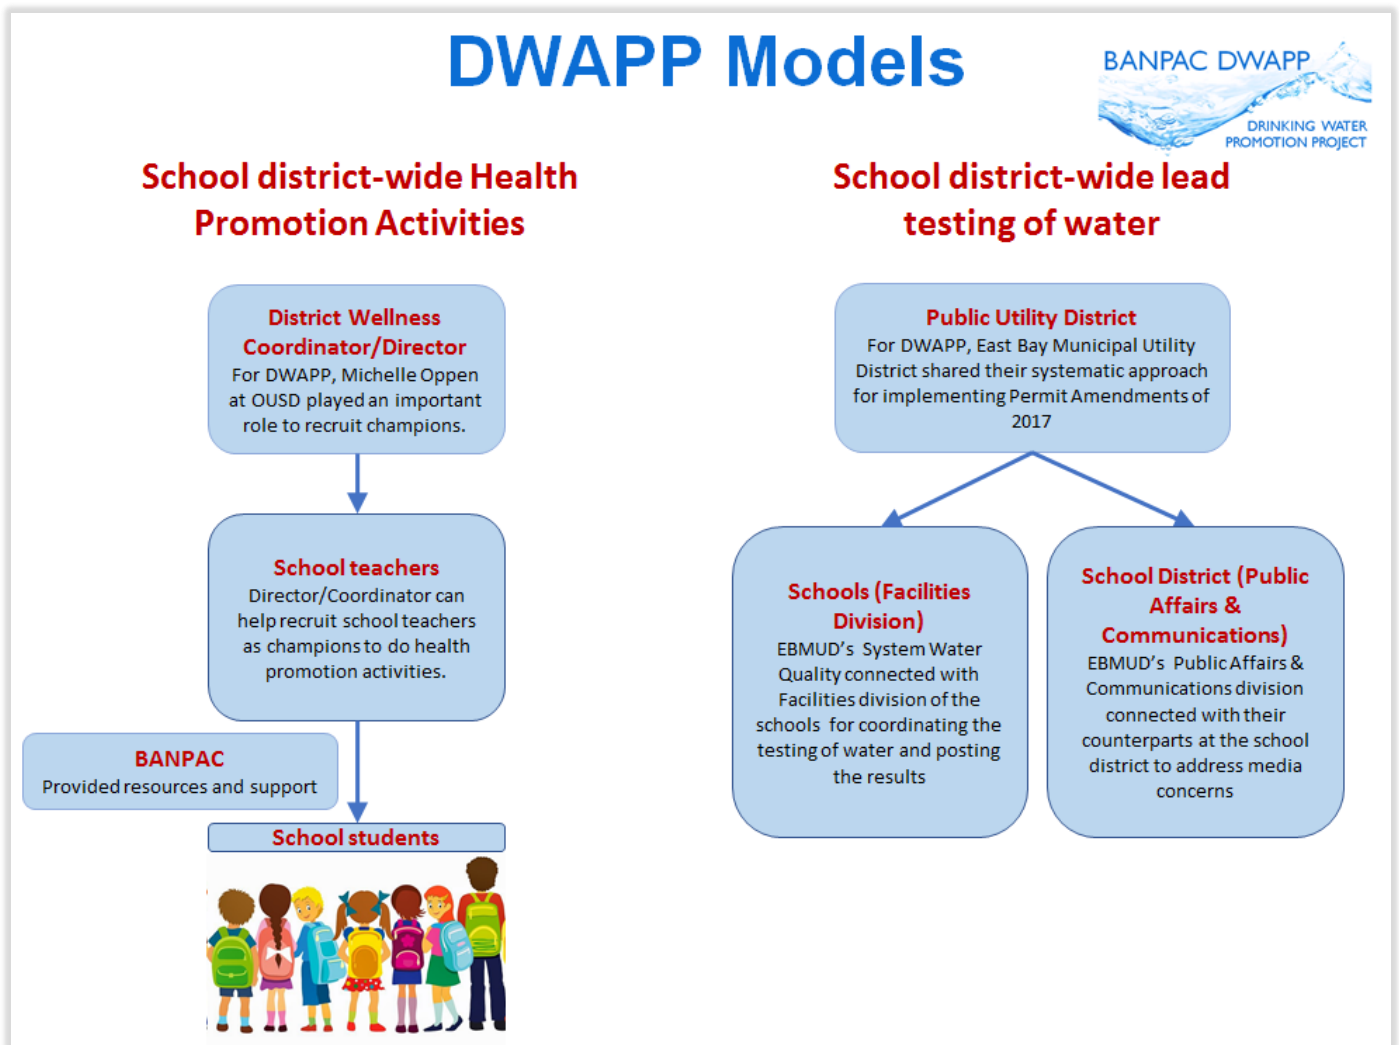 DWAPP Models
BANPAC DWAPP
DRINKING WATER
PROMOTION PROJECT
School district-wide Health
Promotion Activities
District Wellness
Coordinator/Director
For DWAPP, Michelle Oppen
at OUSD played an important
role to recruit champions.
School teachers
Director/Coordinator can
help recruit school teachers
as champions to do health
promotion activities.
BANPAC
Provided resources and support
School students
School district-wide lead
testing of water
Public Utility District
For DWAPP, East Bay Municipal Utility
District shared their systematic approach
for implementing Permit Amendments of
2017
Schools (Facilities
Division)
EBMUD's System Water
Quality connected with
Facilities division of the
schools for coordinating the
testing of water and posting
the results
School District (Public
Affairs &
Communications)
EBMUD's Public Affairs &
Communications division
connected with their
counterparts at the school
district to address media
concerns